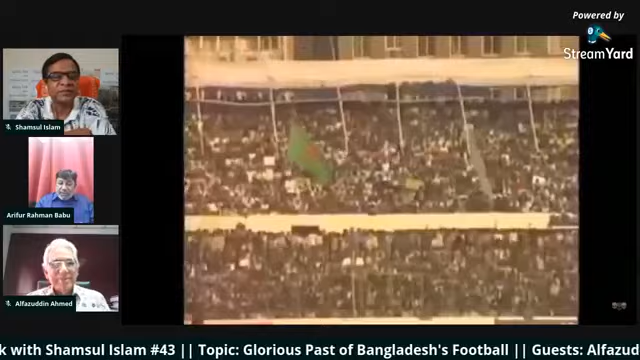 Powered by
StreamYard
Shamsul Islam
Arifur Rahman Babu
Alfazuddin Ahmed
k with Shamsul Islam #43 || Topic: Glorious Past of Bangladesh's Football || Guests: Alfazud